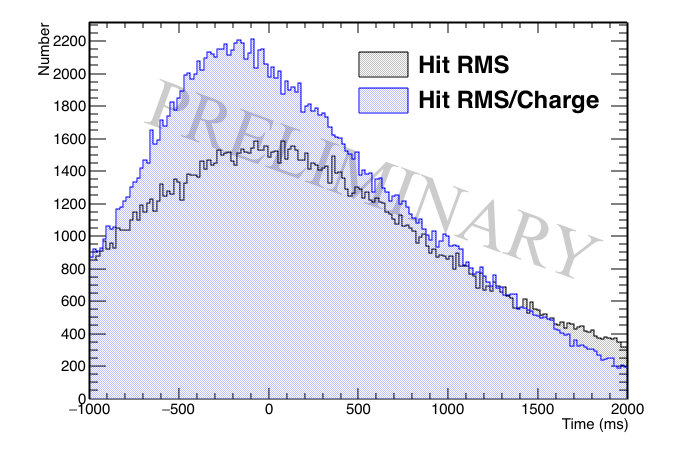 Number
2200
2000
1800
1600
1400
1200
1000
800
600
400
200
0
Hit RMS
Hit RMS/Charge
PRELIMINARY
−1000 −500 0 500 1000 1500 2000
Time (ms)